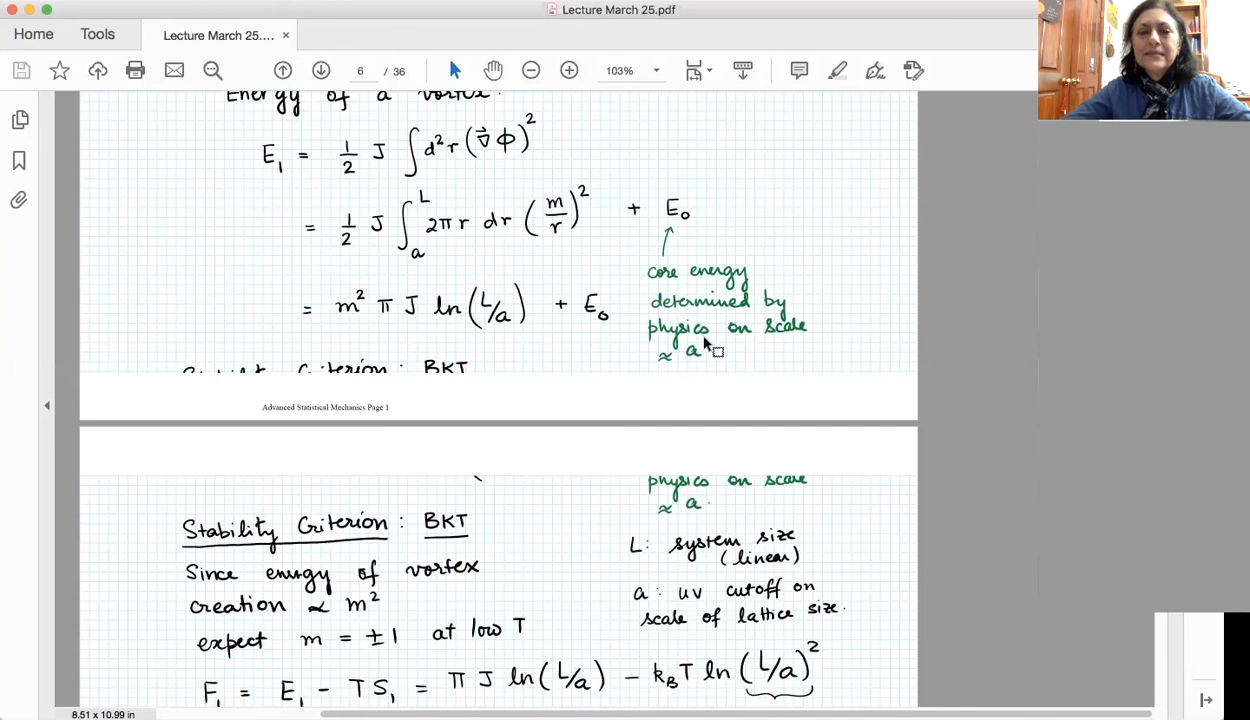 Lecture March 25.pdf
Home Tools Lecture March 25.... ×
6 / 36 103%
Energy of a vortex:
E₁ = 1/2 J ∫ d²r (∇⃗ϕ)²
= 1/2 J ∫ₐᴸ 2πr dr (m/r)² + E₀
core energy
determined by
physics on scale
≈ a
= m² π J ln(L/a) + E₀
Stability Criterion: BKT
Advanced Statistical Mechanics Page 1
physics on scale
≈ a.
Stability Criterion: BKT
L: system size
(linear)
Since energy of vortex
creation ∝ m²
a: uv cutoff on
scale of lattice size.
expect m = ±1 at low T
F₁ = E₁ - TS₁ = π J ln(L/a) - k_BT ln(L/a)²
8.51 x 10.99 in